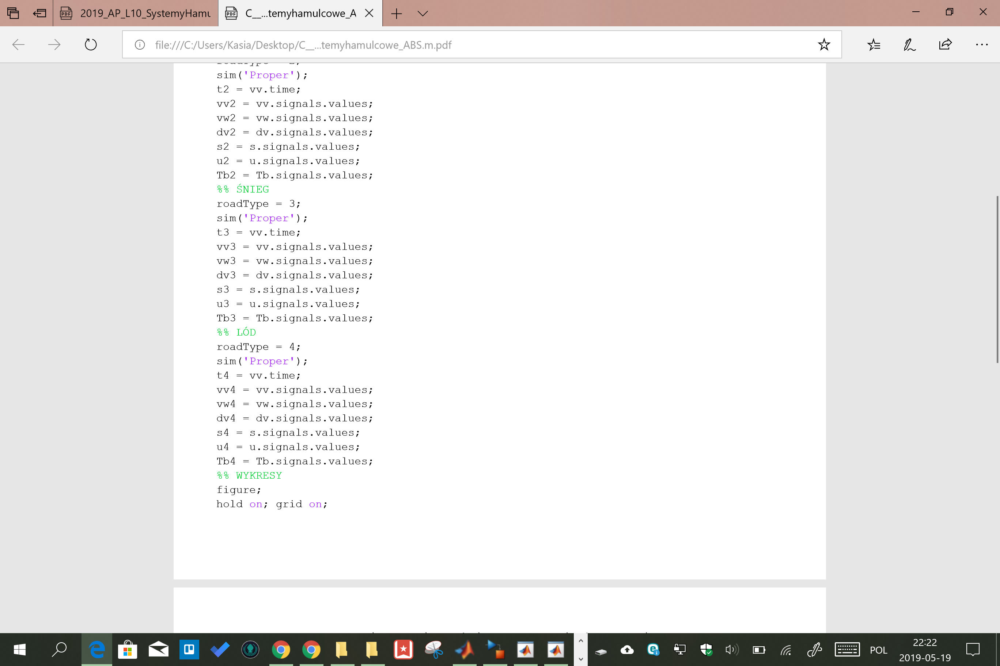 2019_AP_L10_SystemyHamu
C__...temyhamulcowe_A
file:///C:/Users/Kasia/Desktop/C__...temyhamulcowe_ABS.m.pdf
sim('Proper');
t2 = vv.time;
vv2 = vv.signals.values;
vw2 = vw.signals.values;
dv2 = dv.signals.values;
s2 = s.signals.values;
u2 = u.signals.values;
Tb2 = Tb.signals.values;
%% ŚNIEG
roadType = 3;
sim('Proper');
t3 = vv.time;
vv3 = vv.signals.values;
vw3 = vw.signals.values;
dv3 = dv.signals.values;
s3 = s.signals.values;
u3 = u.signals.values;
Tb3 = Tb.signals.values;
%% LÓD
roadType = 4;
sim('Proper');
t4 = vv.time;
vv4 = vv.signals.values;
vw4 = vw.signals.values;
dv4 = dv.signals.values;
s4 = s.signals.values;
u4 = u.signals.values;
Tb4 = Tb.signals.values;
%% WYKRESY
figure;
hold on; grid on;
POL
22:22
2019-05-19